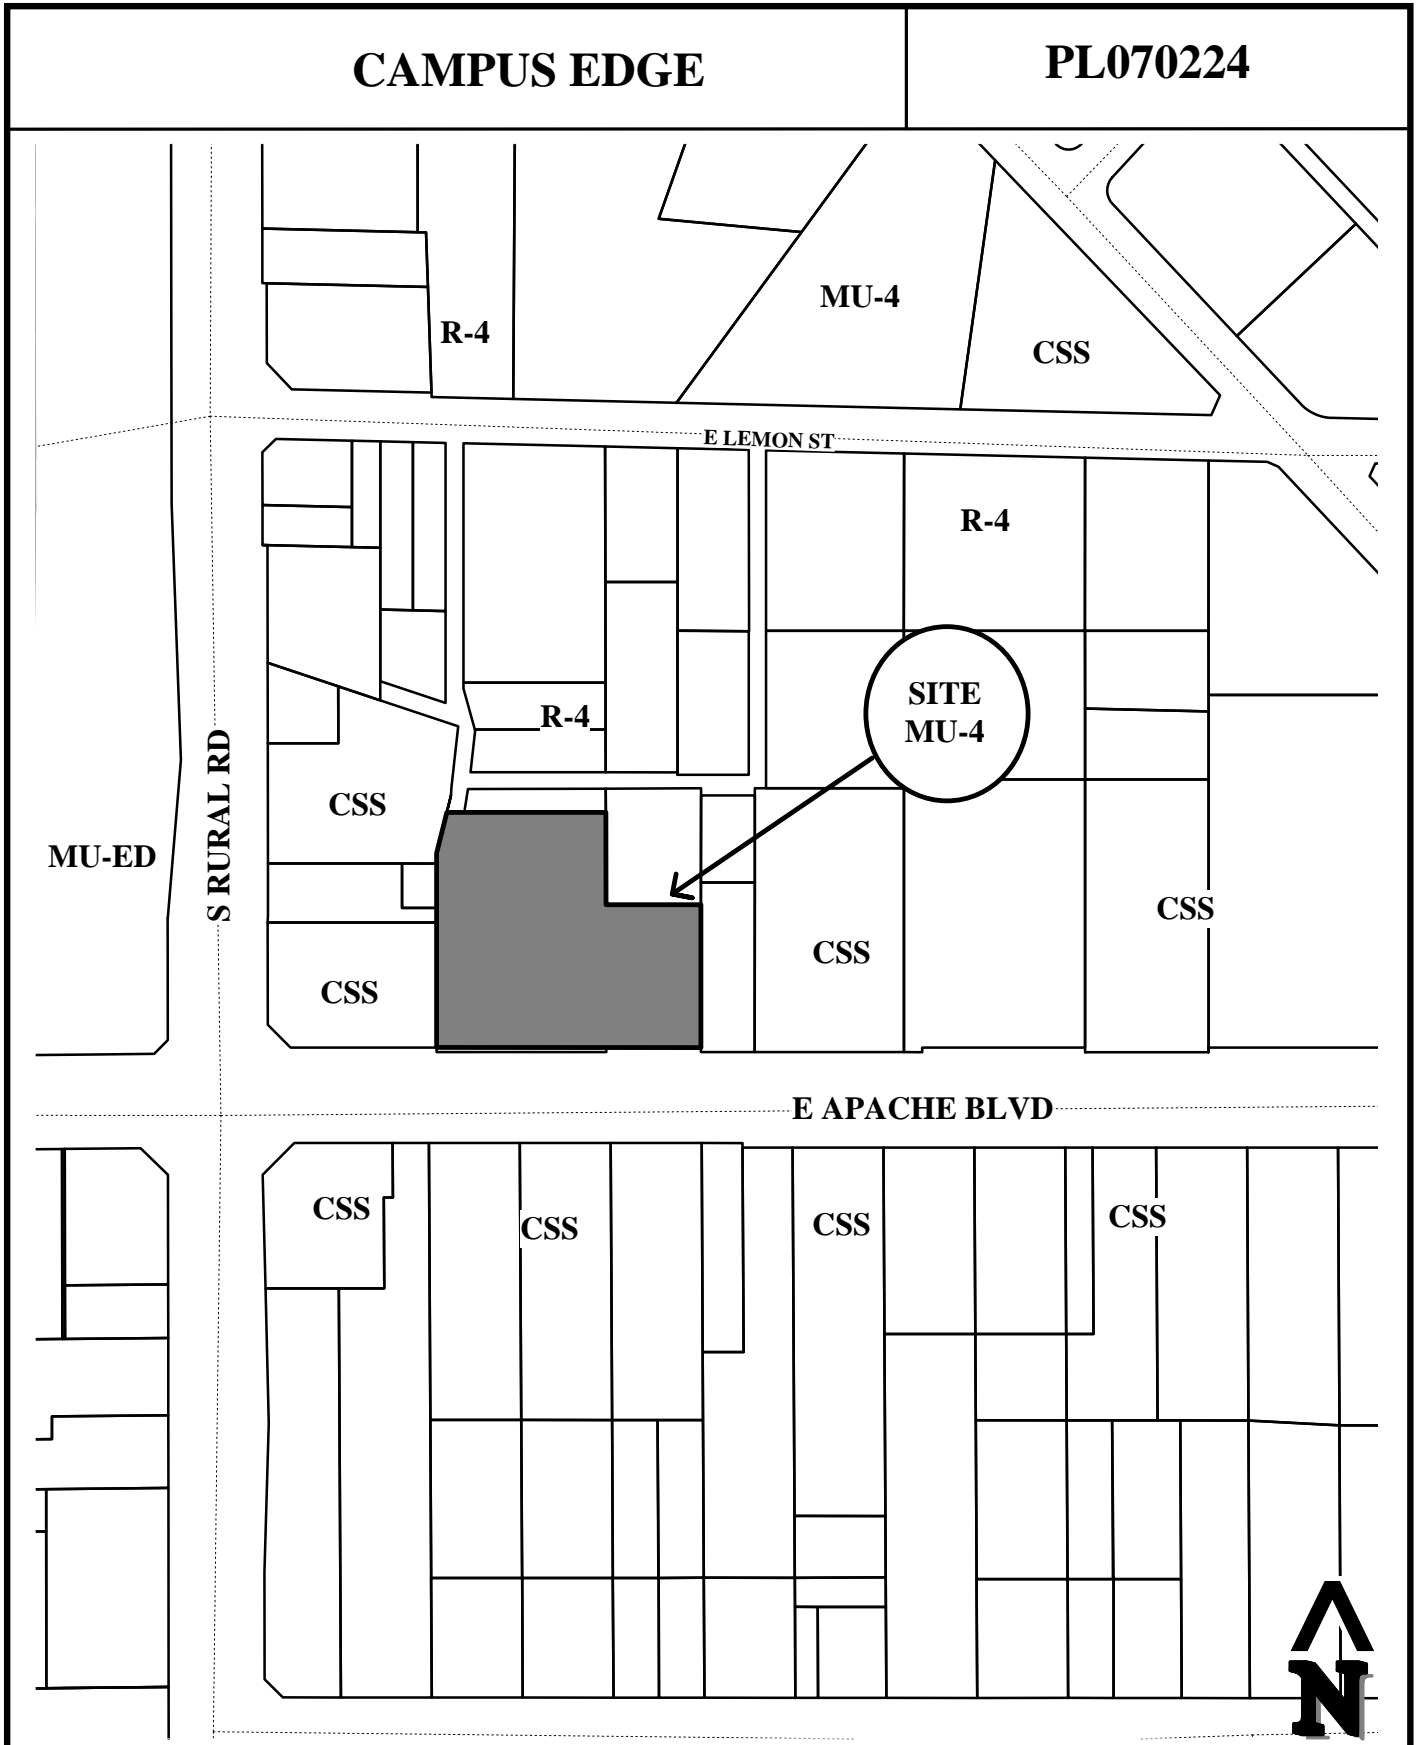 CAMPUS EDGE
PL070224
MU-4
R-4
CSS
E LEMON ST
R-4
SITE
MU-4
R-4
S RURAL RD
CSS
MU-ED
CSS
CSS
CSS
E APACHE BLVD
CSS
CSS
CSS
CSS
N